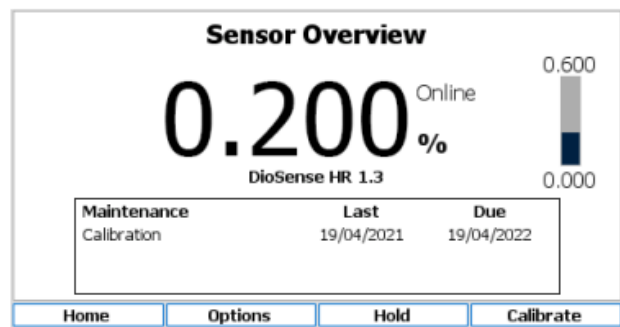 Sensor Overview
0.600
Online
0.200
%
DioSense HR 1.3
0.000
Maintenance Last Due
Calibration 19/04/2021 19/04/2022
Home Options Hold Calibrate